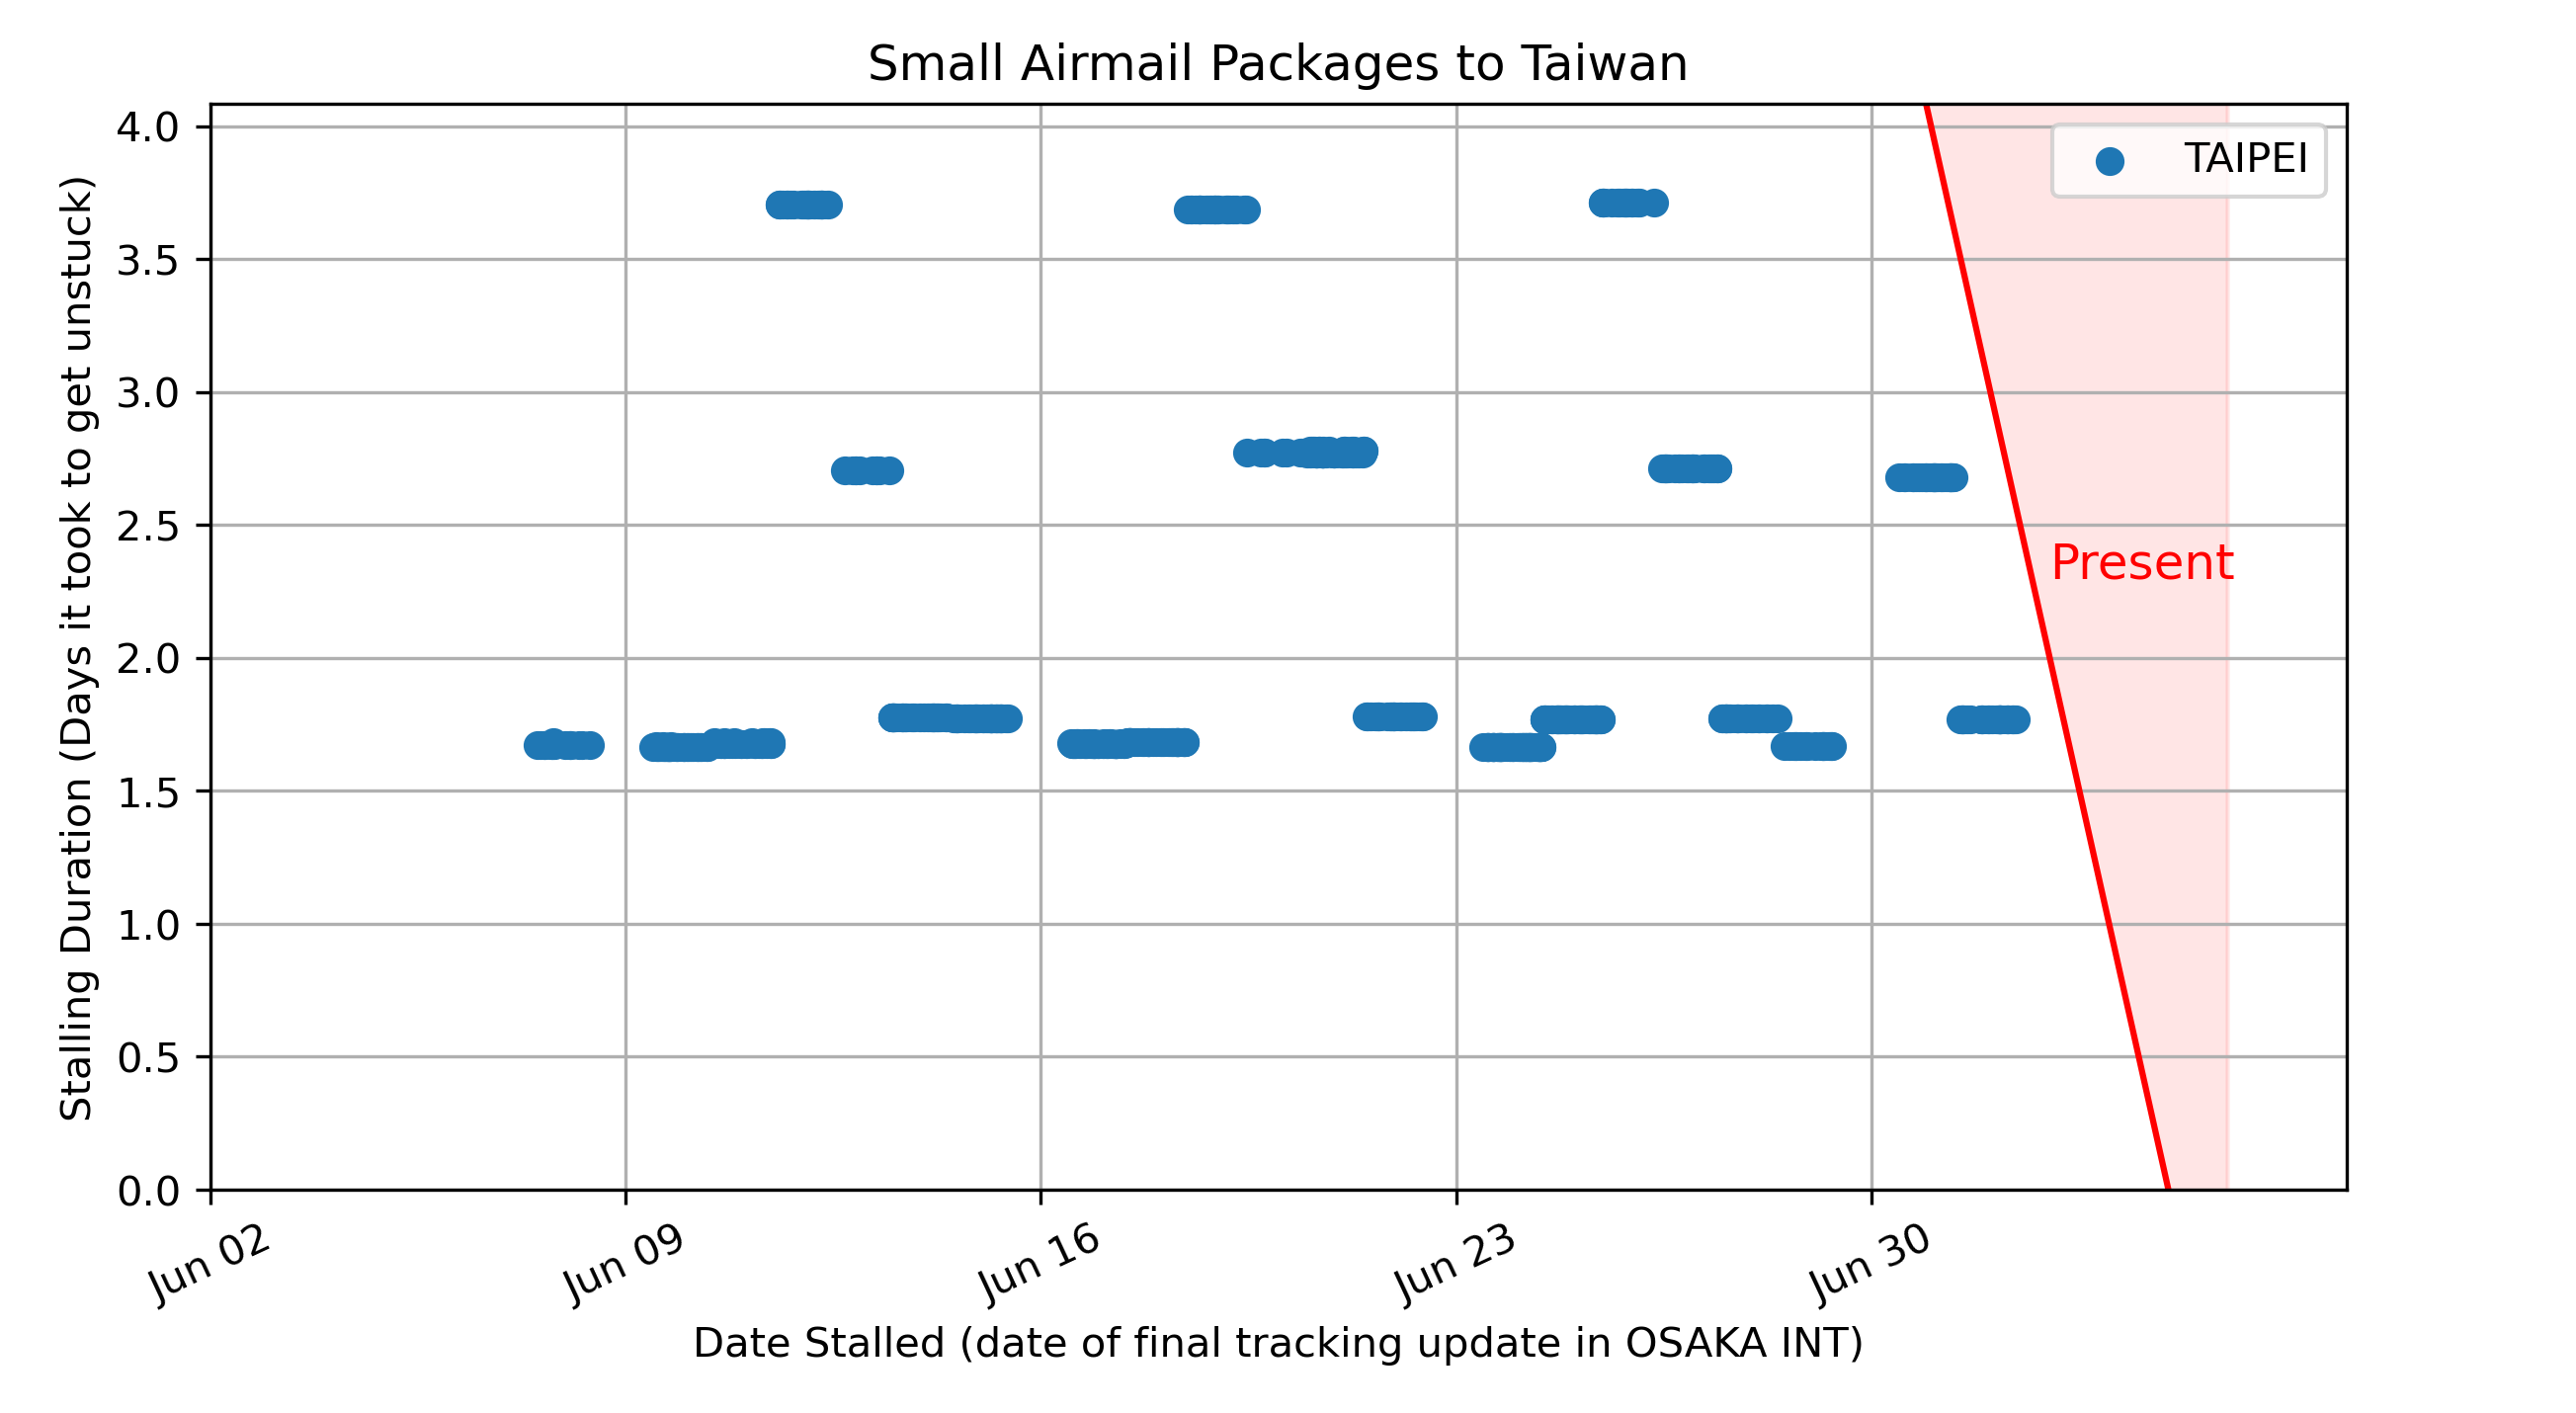 Small Airmail Packages to Taiwan
Stalling Duration (Days it took to get unstuck)
4.0
3.5
3.0
2.5
2.0
1.5
1.0
0.5
0.0
TAIPEI
Present
Jun 02
Jun 09
Jun 16
Jun 23
Jun 30
Date Stalled (date of final tracking update in OSAKA INT)